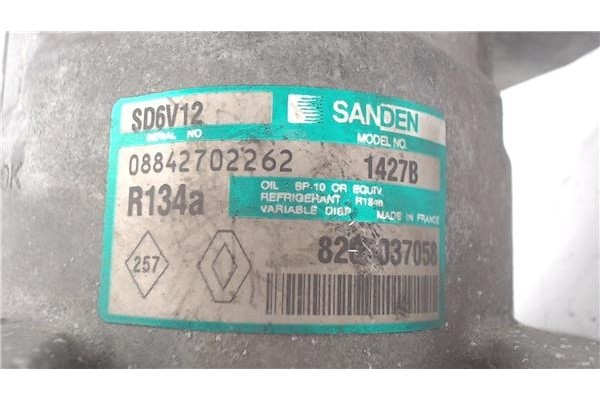 SD6V12
SANDEN
SERIAL NO
MODEL NO.
08842702262
1427B
R134a
OIL : SP-10 OR EQUIV
REFRIGERANT : R134a
VARIABLE DISP. MADE IN FRANCE
257
037058
OK